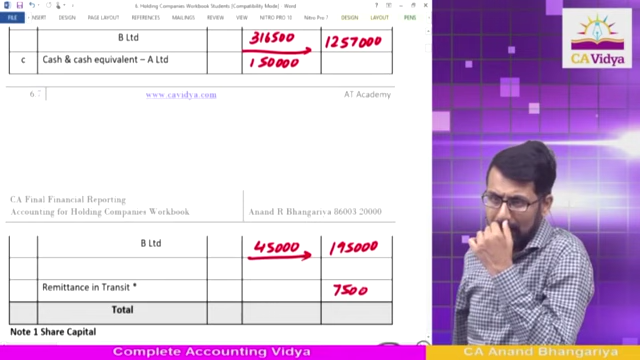 6. Holding Companies Workbook Students [Compatibility Mode] - Word
FILE INSERT DESIGN PAGE LAYOUT REFERENCES MAILINGS REVIEW VIEW NITRO PRO 10 Nitro Pro 7 DESIGN LAYOUT PENS
B Ltd 316500 1257000
c Cash & cash equivalent – A Ltd 150000
6 www.cavidya.com AT Academy
CA Final Financial Reporting
Accounting for Holding Companies Workbook Anand R Bhangariya 86003 20000
B Ltd 45000 195000
Remittance in Transit * 7500
Total
Note 1 Share Capital
CA Vidya
Complete Accounting Vidya CA Anand Bhangariya